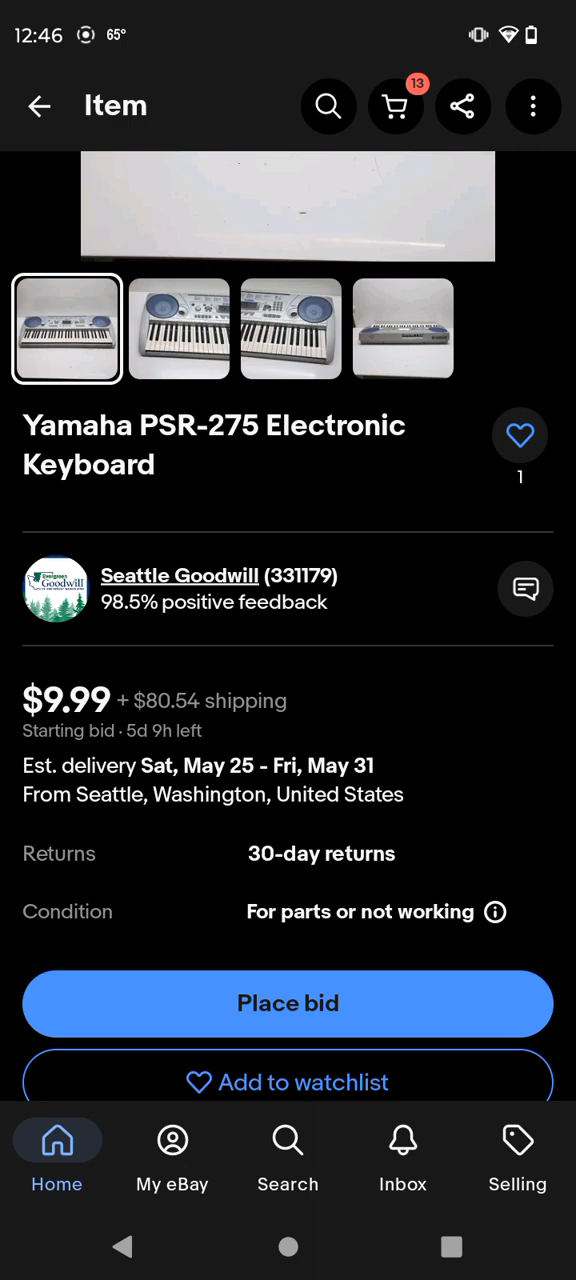 12:46 65°
Item 13
Yamaha PSR-275 Electronic
Keyboard
1
Evergreen
Goodwill
Seattle Goodwill (331179)
98.5% positive feedback
$9.99 + $80.54 shipping
Starting bid · 5d 9h left
Est. delivery Sat, May 25 - Fri, May 31
From Seattle, Washington, United States
Returns 30-day returns
Condition For parts or not working
Place bid
Add to watchlist
Home My eBay Search Inbox Selling